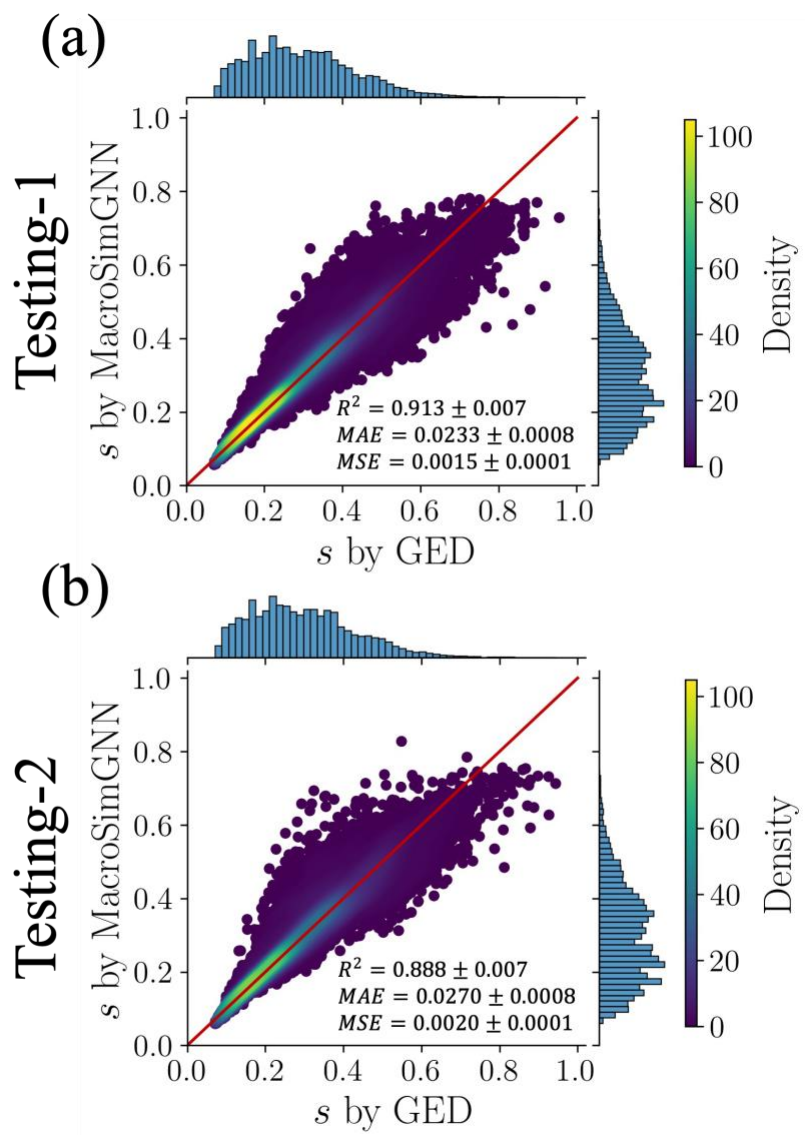 (a)
Testing-1
s by MacroSimGNN
1.0
0.8
0.6
0.4
0.2
0.0
R² = 0.913 ± 0.007
MAE = 0.0233 ± 0.0008
MSE = 0.0015 ± 0.0001
0.0 0.2 0.4 0.6 0.8 1.0
s by GED
100
80
60
40
20
0
Density
(b)
Testing-2
s by MacroSimGNN
1.0
0.8
0.6
0.4
0.2
0.0
R² = 0.888 ± 0.007
MAE = 0.0270 ± 0.0008
MSE = 0.0020 ± 0.0001
0.0 0.2 0.4 0.6 0.8 1.0
s by GED
100
80
60
40
20
0
Density